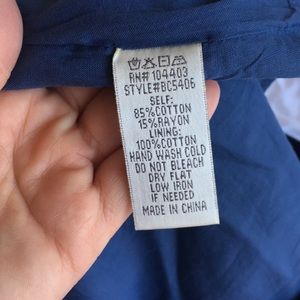 RN# 104403
STYLE#BC5406
SELF:
85%COTTON
15%RAYON
LINING:
100%COTTON
HAND WASH COLD
DO NOT BLEACH
DRY FLAT
LOW IRON
IF NEEDED
MADE IN CHINA